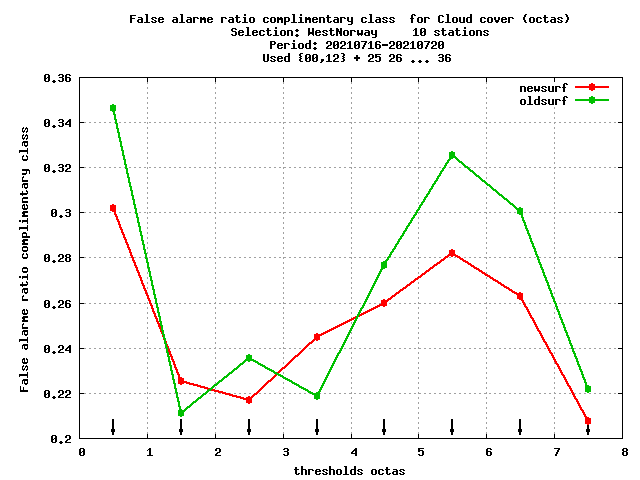 False alarme ratio complimentary class  for Cloud cover (octas)
Selection: WestNorway     10 stations
Period: 20210716-20210720
Used {00,12} + 25 26 ... 36
newsurf
oldsurf
False alarme ratio complimentary class
0.36
0.34
0.32
0.3
0.28
0.26
0.24
0.22
0.2
0 1 2 3 4 5 6 7 8
thresholds octas